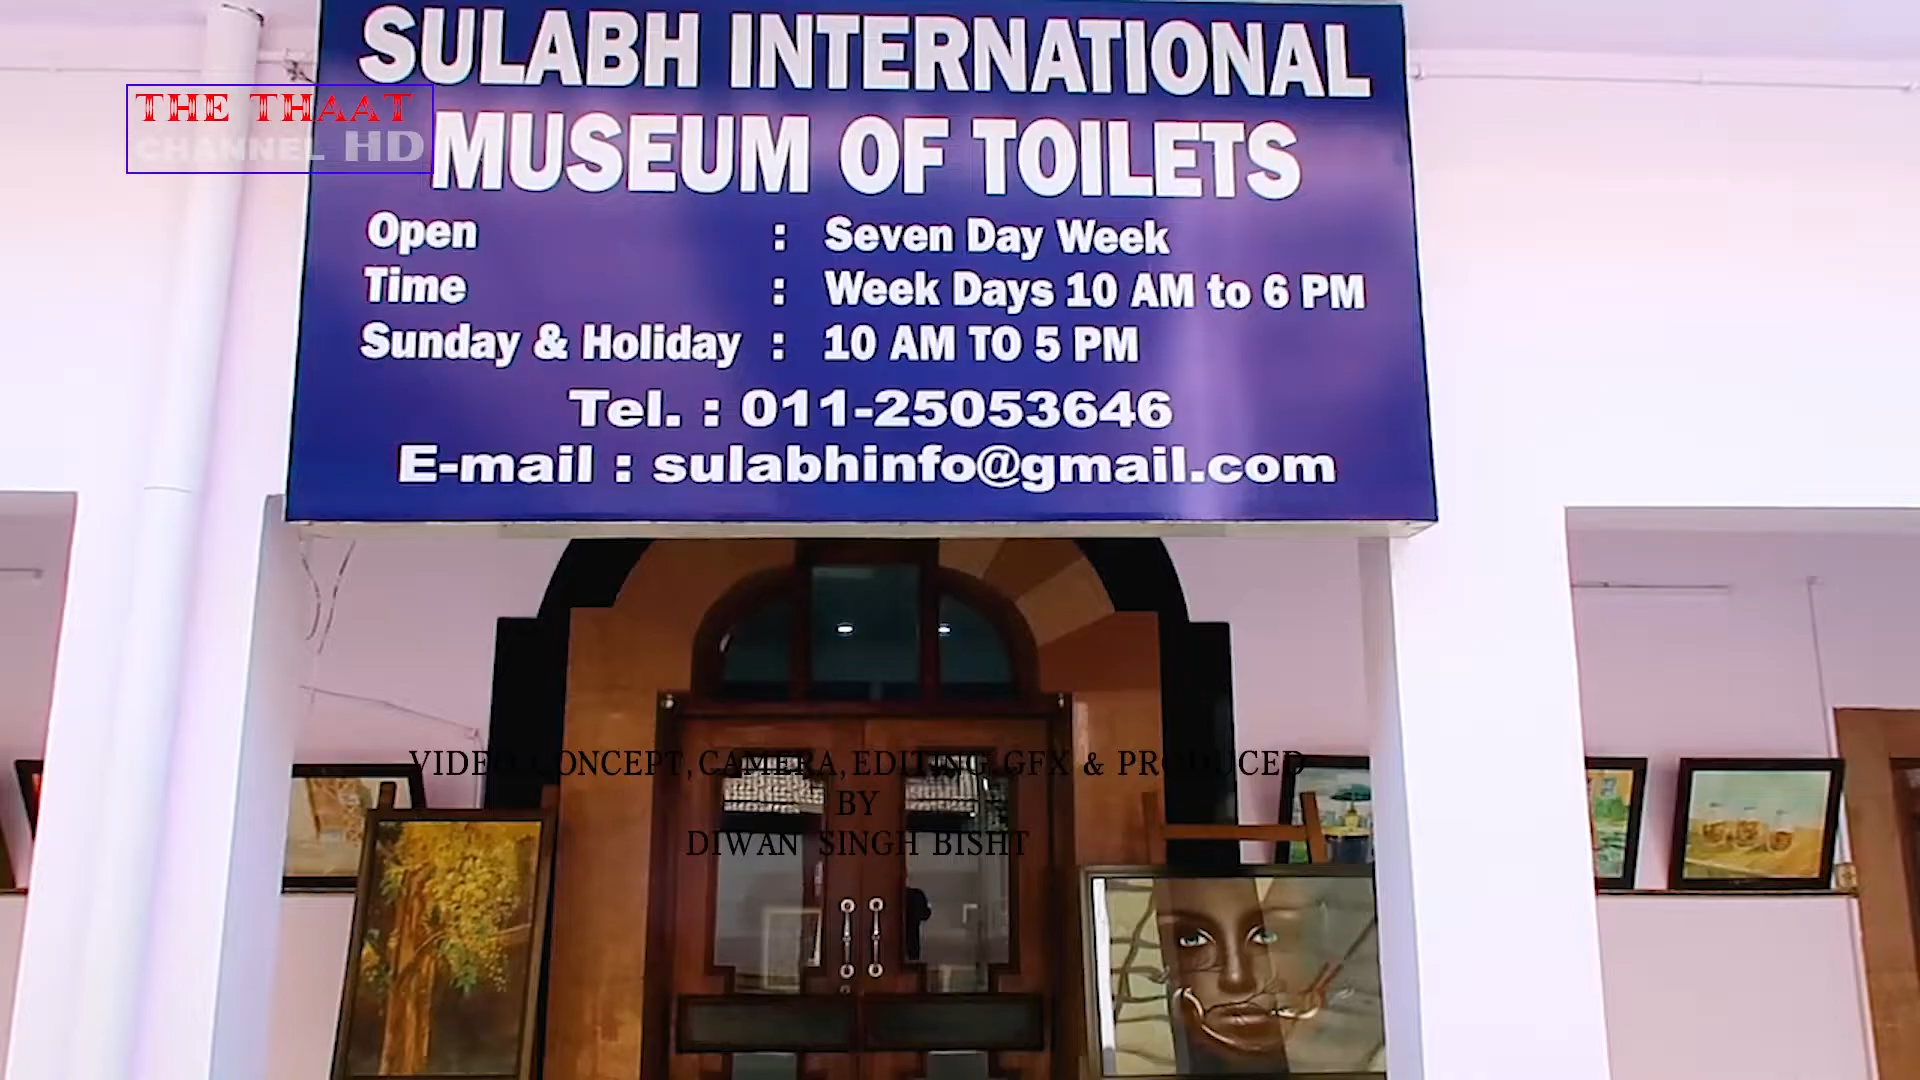 SULABH INTERNATIONAL
MUSEUM OF TOILETS
Open : Seven Day Week
Time : Week Days 10 AM to 6 PM
Sunday & Holiday : 10 AM TO 5 PM
Tel. : 011-25053646
E-mail : sulabhinfo@gmail.com
THE THAAT
CHANNEL HD
VIDEO CONCEPT, CAMERA, EDITING GFX & PRODUCED
BY
DIWAN SINGH BISHT